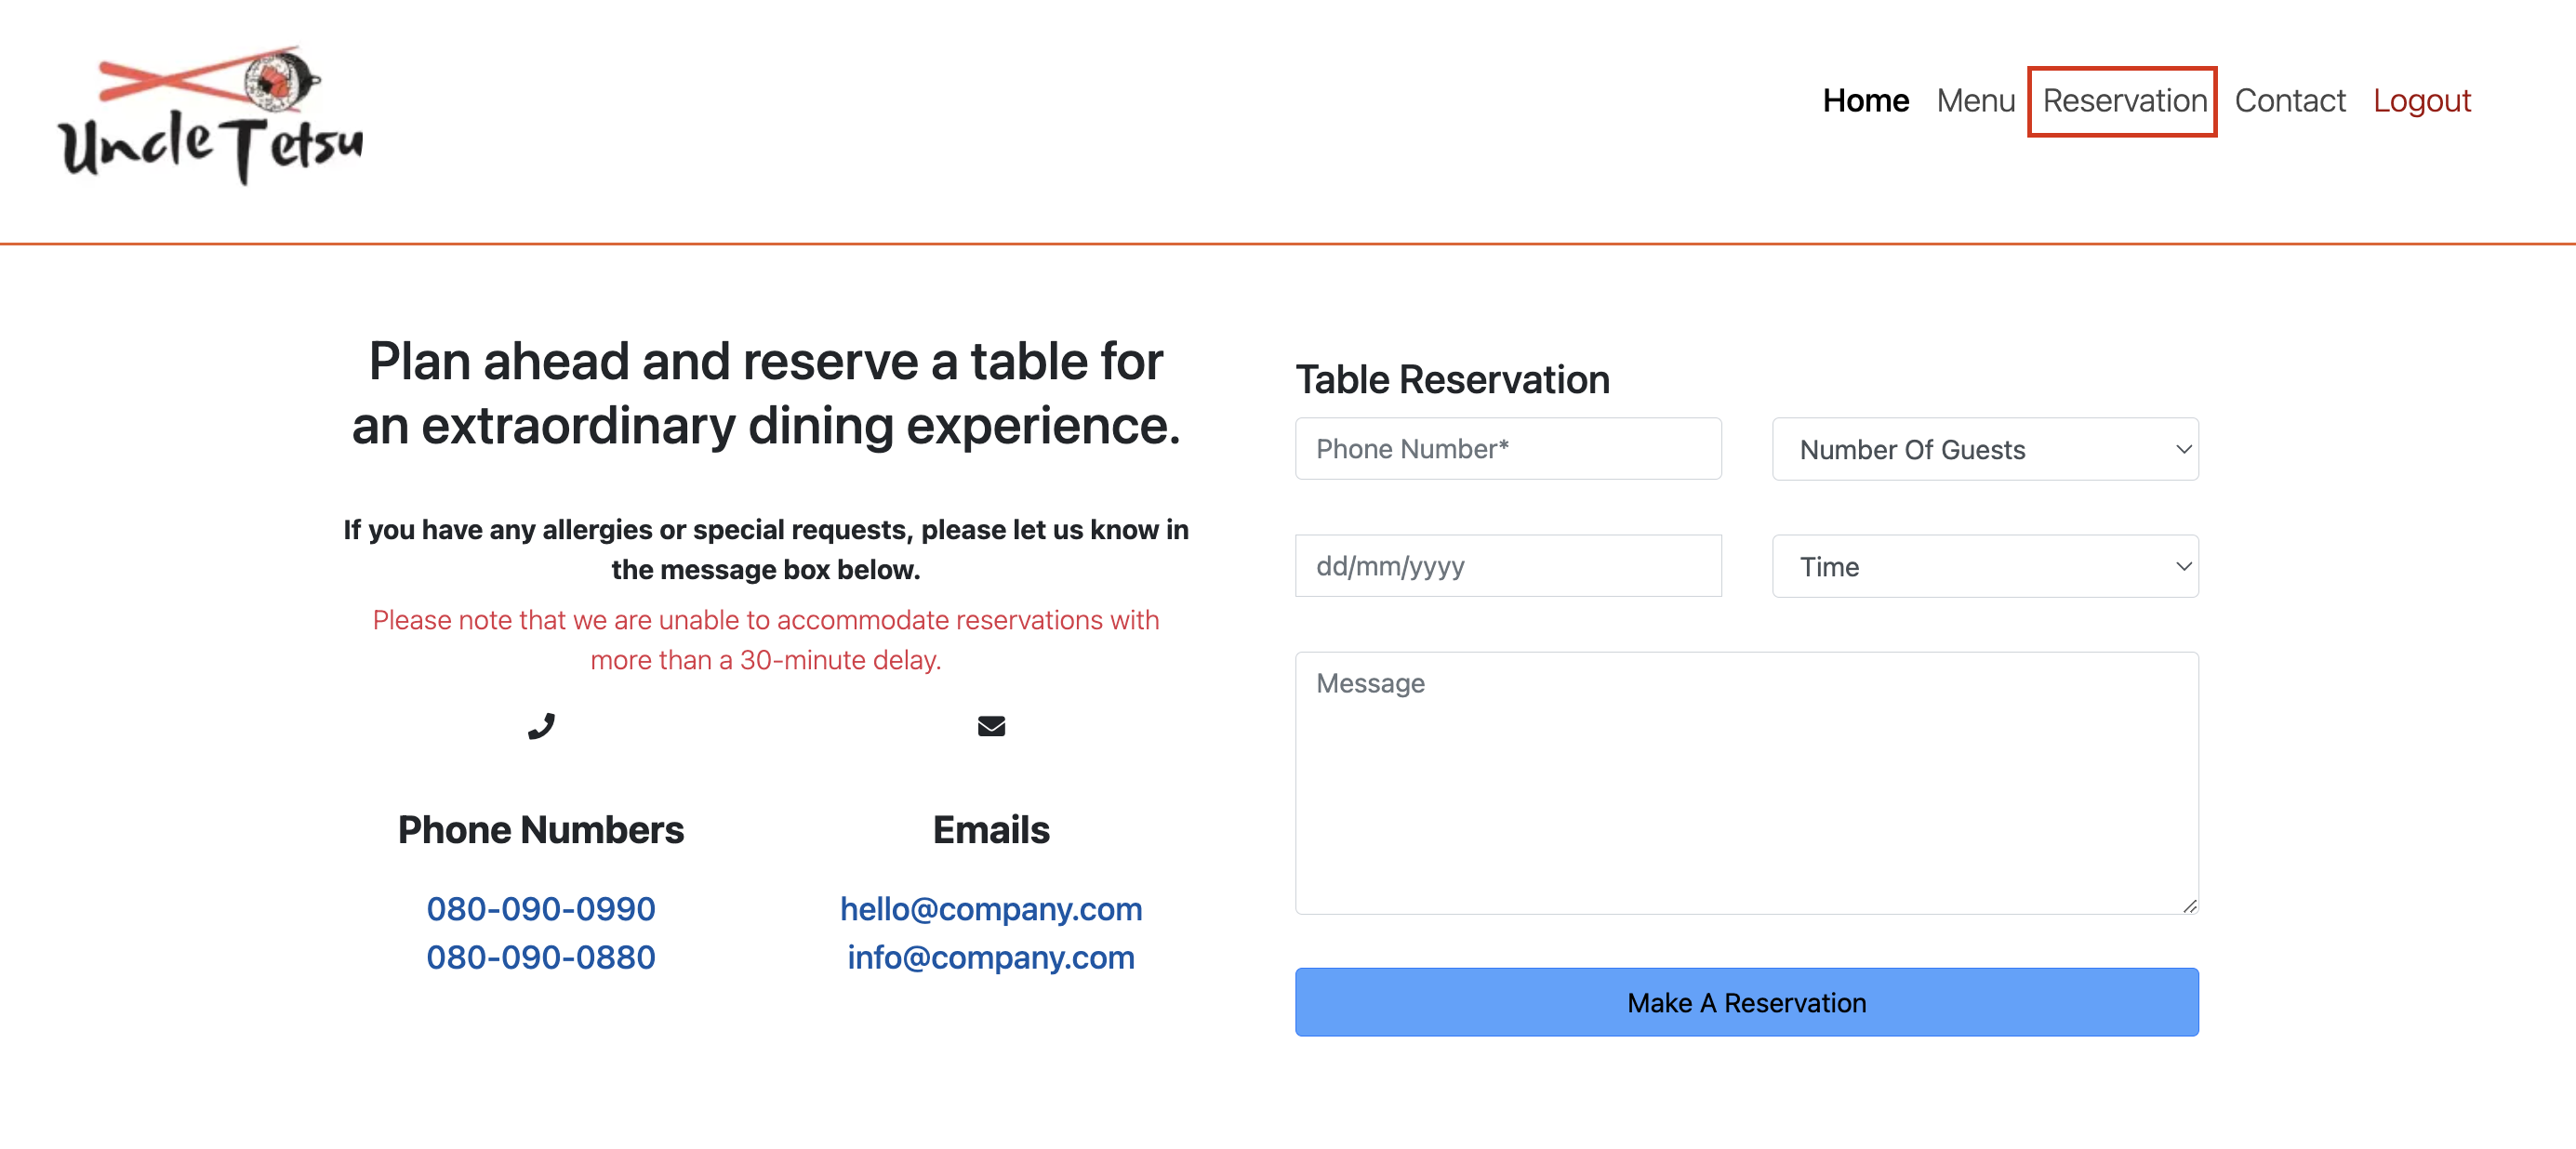 Uncle Tetsu
Home Menu Reservation Contact Logout
Plan ahead and reserve a table for
an extraordinary dining experience.
If you have any allergies or special requests, please let us know in
the message box below.
Please note that we are unable to accommodate reservations with
more than a 30-minute delay.
Phone Numbers
080-090-0990
080-090-0880
Emails
hello@company.com
info@company.com
Table Reservation
Phone Number*
Number Of Guests
dd/mm/yyyy
Time
Message
Make A Reservation